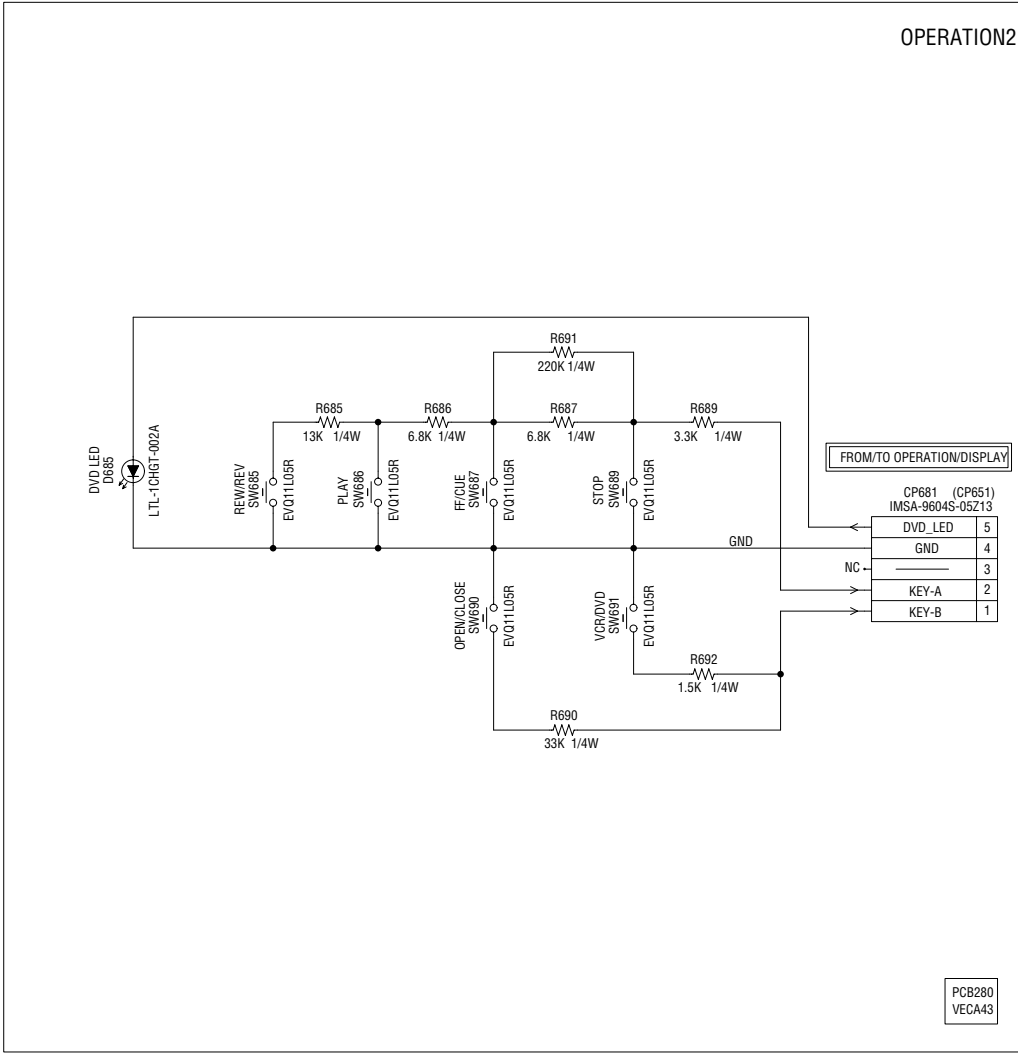 OPERATION2
R691
220K 1/4W
R685
13K 1/4W
R686
6.8K 1/4W
R687
6.8K 1/4W
R689
3.3K 1/4W
DVD LED
D685
LTL-1CHGT-002A
REW/REV
SW685
EVQ11L05R
PLAY
SW686
EVQ11L05R
FF/CUE
SW687
EVQ11L05R
STOP
SW689
EVQ11L05R
FROM/TO OPERATION/DISPLAY
CP681 (CP651)
IMSA-9604S-05Z13
DVD_LED 5
GND
GND 4
NC 3
KEY-A 2
KEY-B 1
OPEN/CLOSE
SW690
EVQ11L05R
VCR/DVD
SW691
EVQ11L05R
R692
1.5K 1/4W
R690
33K 1/4W
PCB280
VECA43